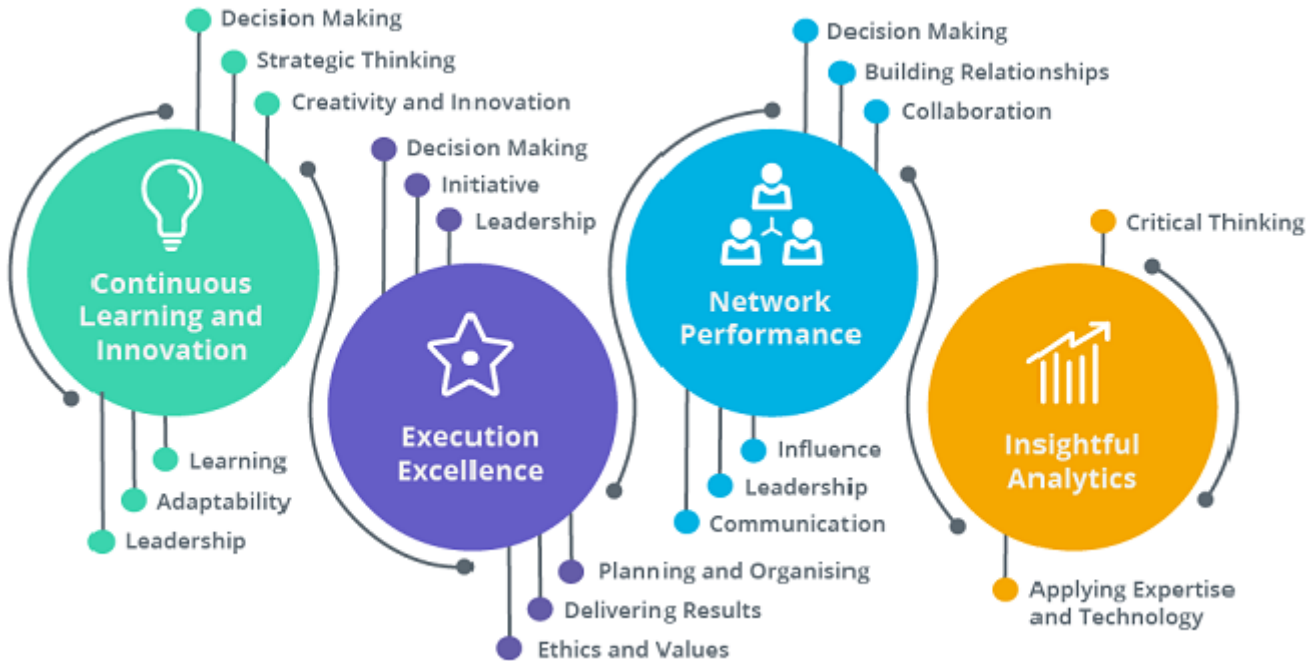 Decision Making
Strategic Thinking
Creativity and Innovation
Continuous
Learning and
Innovation
Learning
Adaptability
Leadership
Decision Making
Initiative
Leadership
Execution
Excellence
Planning and Organising
Delivering Results
Ethics and Values
Decision Making
Building Relationships
Collaboration
Network
Performance
Influence
Leadership
Communication
Critical Thinking
Insightful
Analytics
Applying Expertise
and Technology